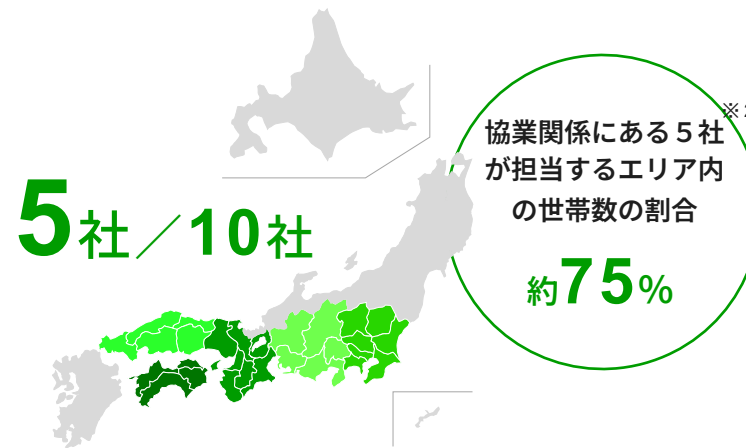 5社／10社
協業関係にある５社
※
が担当するエリア内
の世帯数の割合
約75%